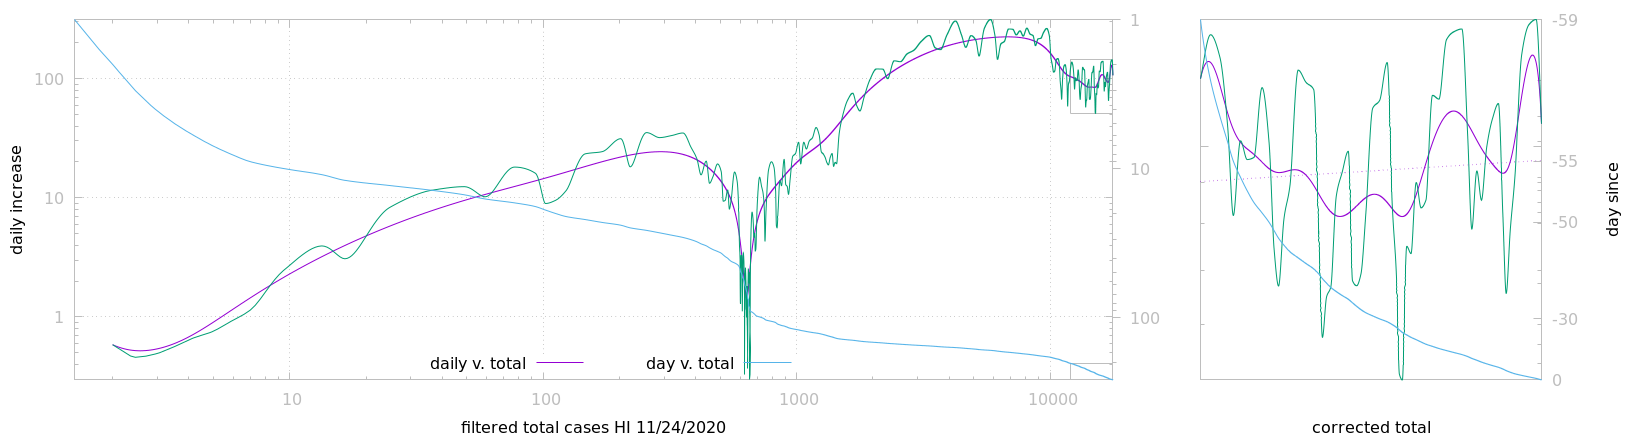 daily increase
100
10
1
10
100
1000
10000
1
10
100
daily v. total
day v. total
filtered total cases HI 11/24/2020
-59
-55
-50
-30
0
day since
corrected total